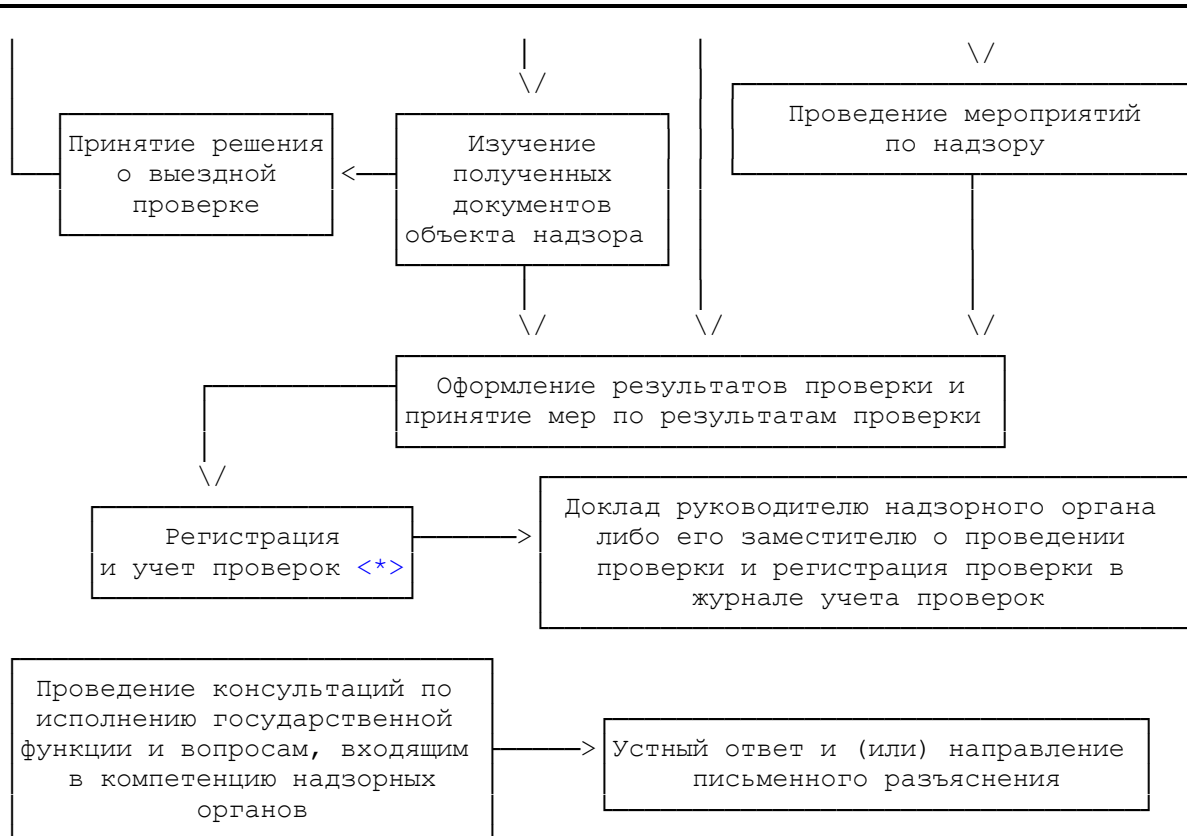 Проведение мероприятий
по надзору
Принятие решения
о выездной
проверке
Изучение
полученных
документов
объекта надзора
Оформление результатов проверки и
принятие мер по результатам проверки
Регистрация
и учет проверок <*>
Доклад руководителю надзорного органа
либо его заместителю о проведении
проверки и регистрация проверки в
журнале учета проверок
Проведение консультаций по
исполнению государственной
функции и вопросам, входящим
в компетенцию надзорных
органов
Устный ответ и (или) направление
письменного разъяснения